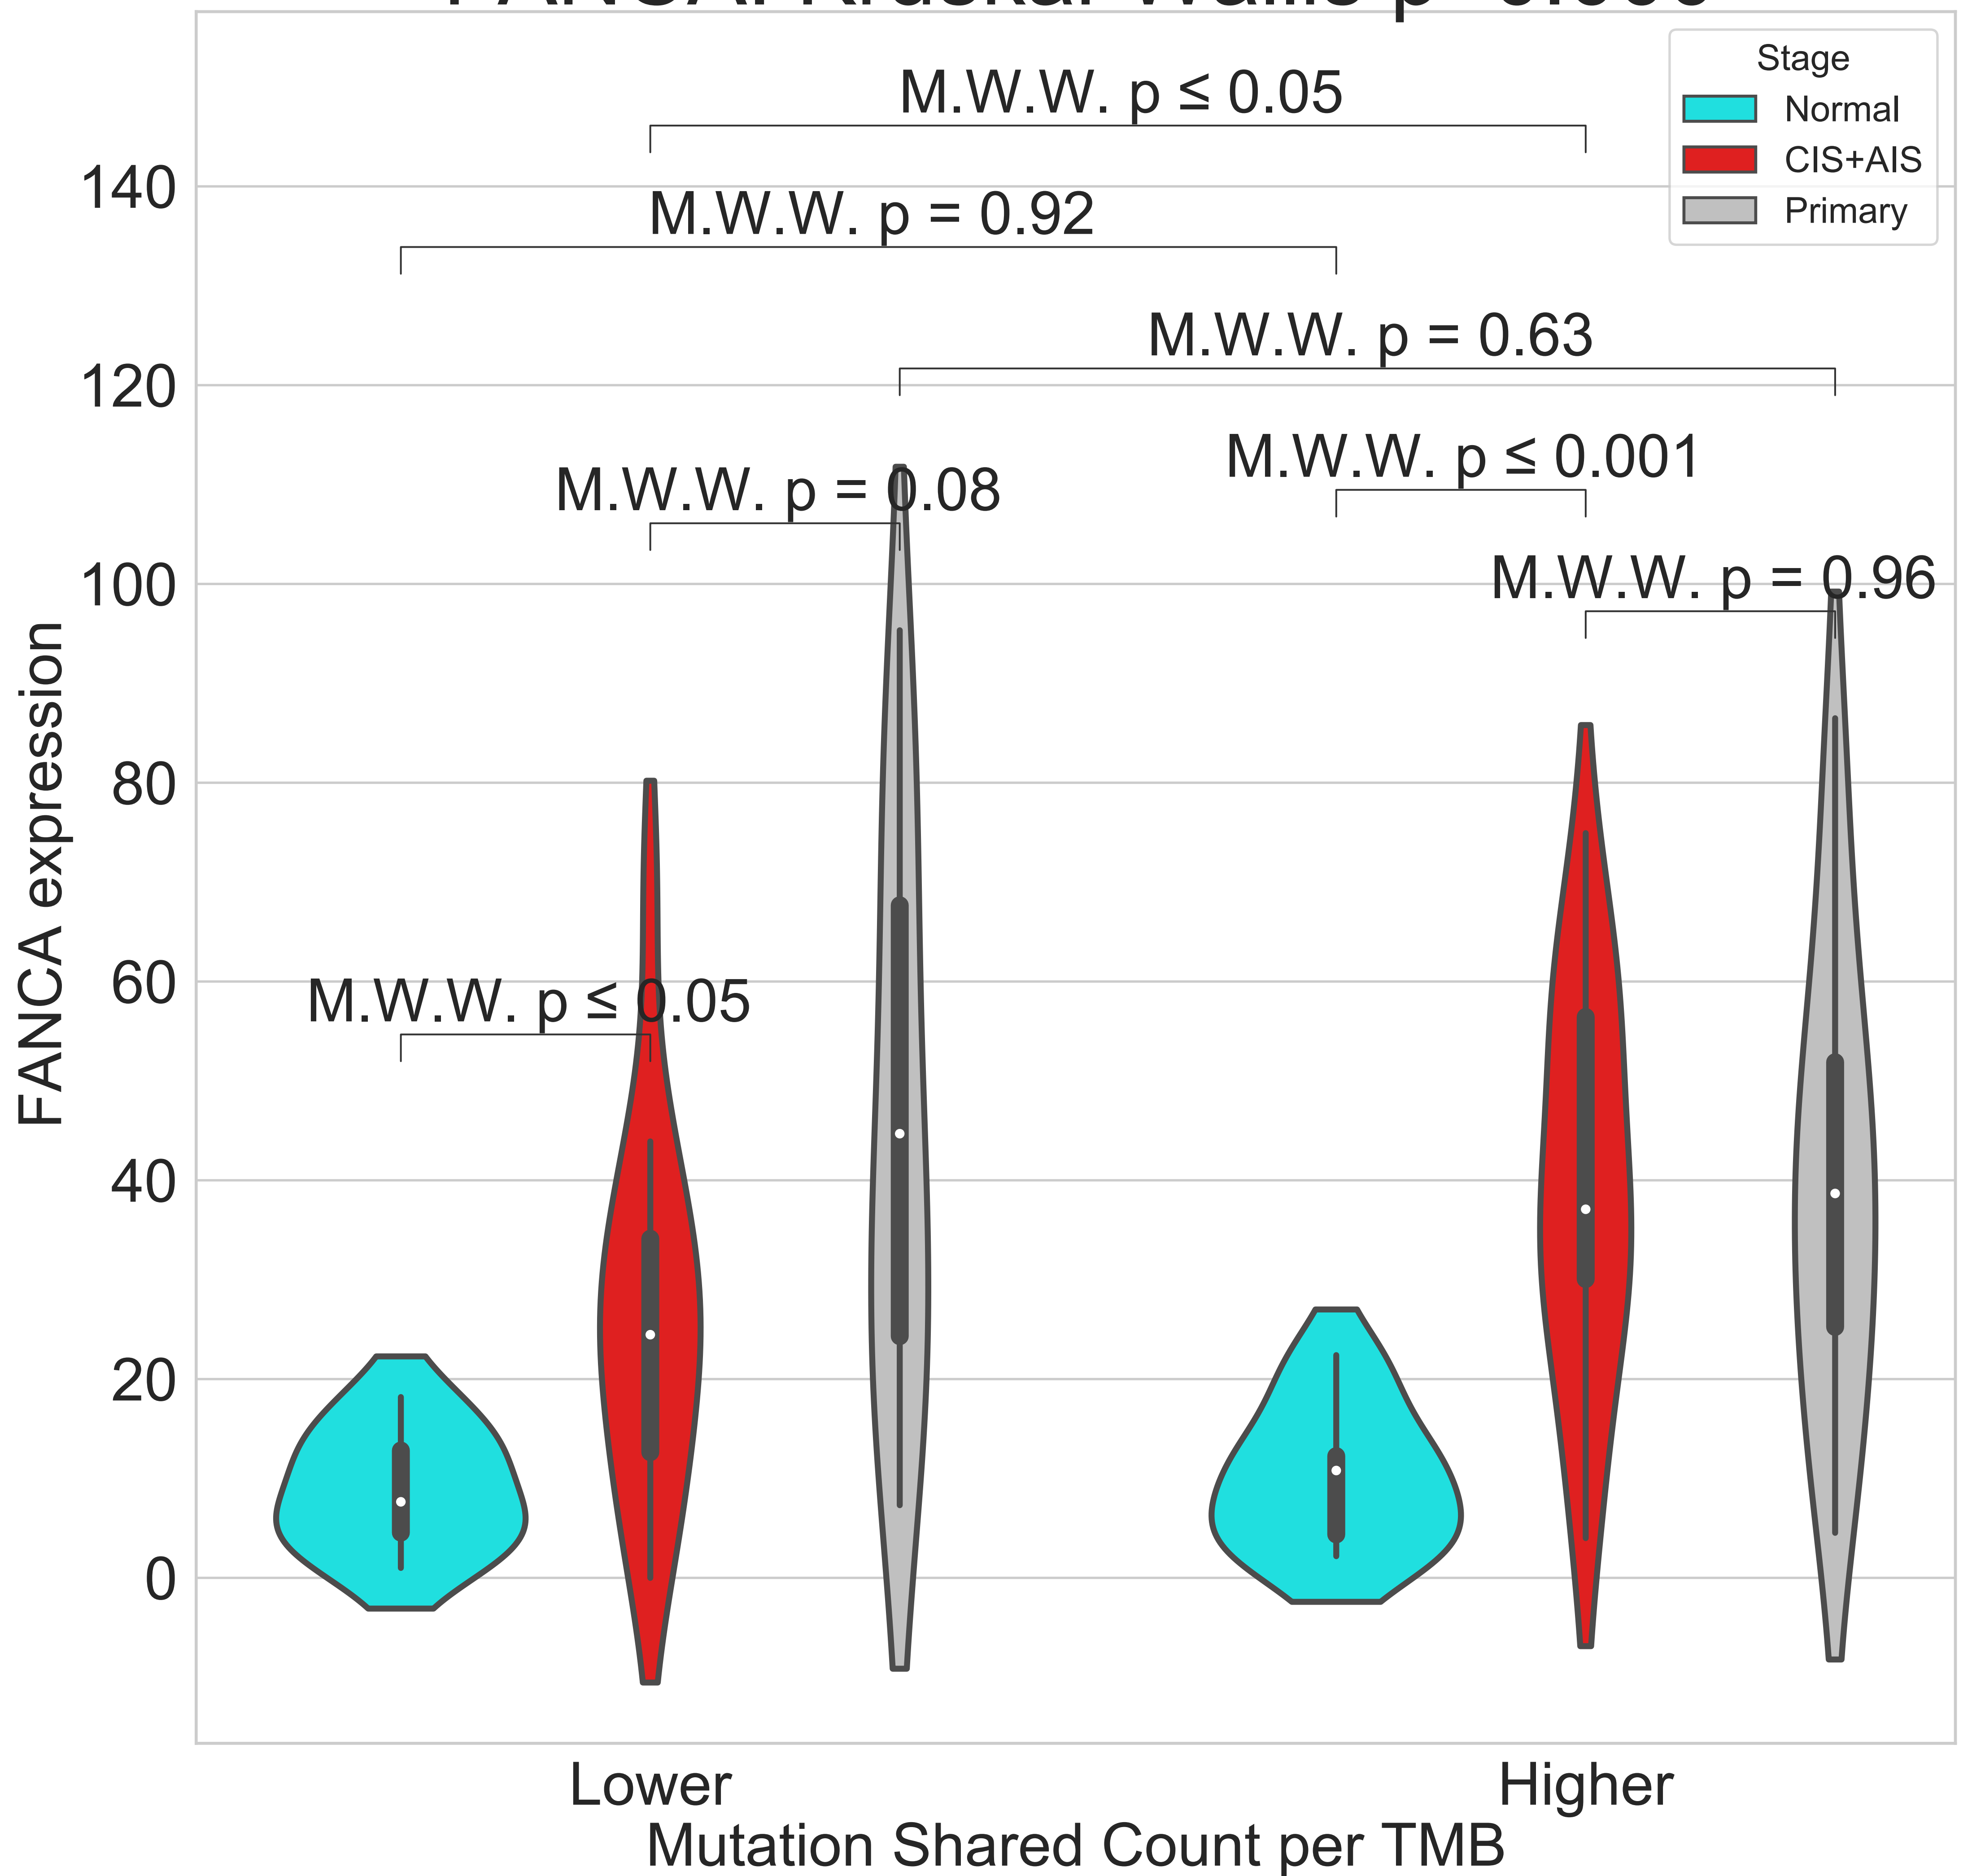 Stage
Normal
CIS+AIS
Primary
M.W.W. p ≤ 0.05
M.W.W. p = 0.92
M.W.W. p = 0.63
M.W.W. p ≤ 0.001
M.W.W. p = 0.08
M.W.W. p = 0.96
M.W.W. p ≤ 0.05
140
120
100
80
60
40
20
0
FANCA expression
Lower
Higher
Mutation Shared Count per TMB